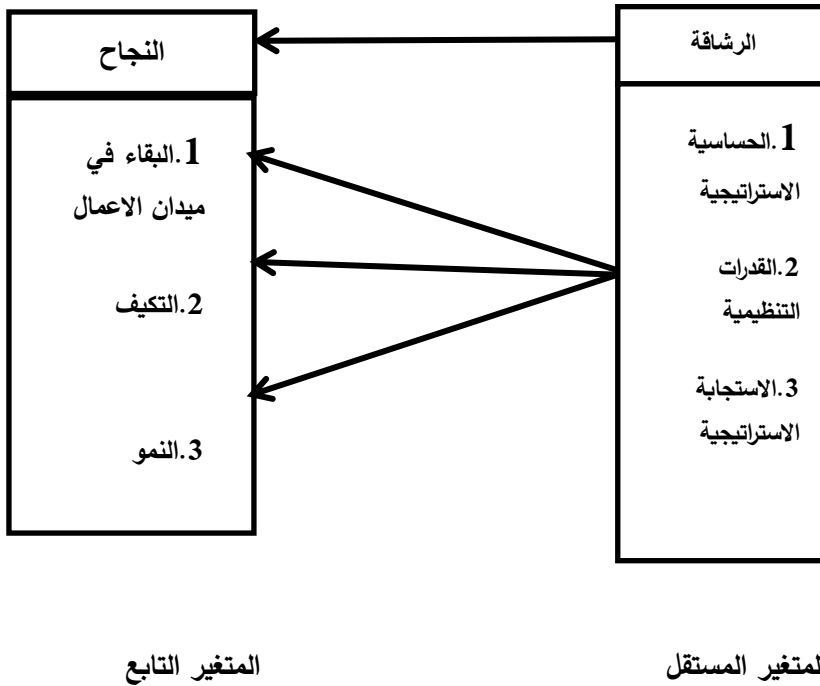 الرشاقة
1.الحساسية
الاستراتيجية
2.القدرات
التنظيمية
3.الاستجابة
الاستراتيجية
النجاح
1.البقاء في
ميدان الاعمال
2.التكيف
3.النمو
لمتغير المستقل
المتغير التابع